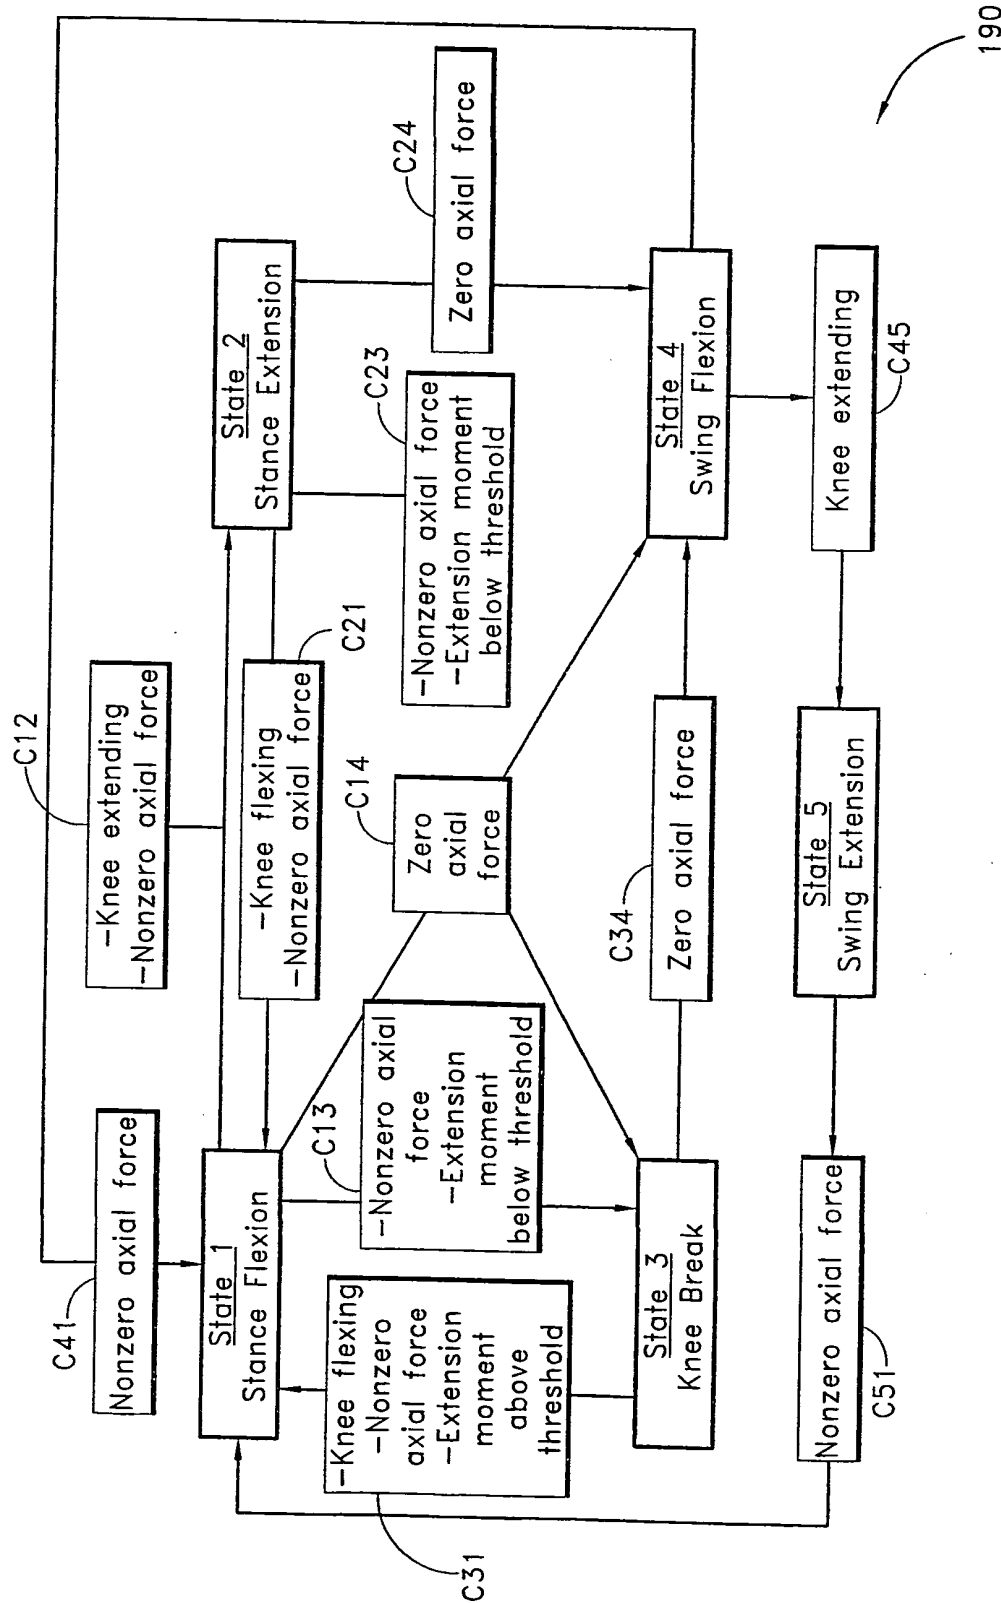 C41
Nonzero axial force
C12
-Knee extending
-Nonzero axial force
State 1
Stance Flexion
-Knee flexing
-Nonzero axial force
C21
State 2
Stance Extension
C31
-Knee flexing
-Nonzero
axial force
-Extension
moment
above
threshold
C13
-Nonzero axial
force
-Extension
moment
below threshold
C14
Zero
axial
force
C23
-Nonzero axial force
-Extension moment
below threshold
C24
Zero axial force
State 3
Knee Break
C34
Zero axial force
State 4
Swing Flexion
C51
Nonzero axial force
State 5
Swing Extension
Knee extending
C45
190